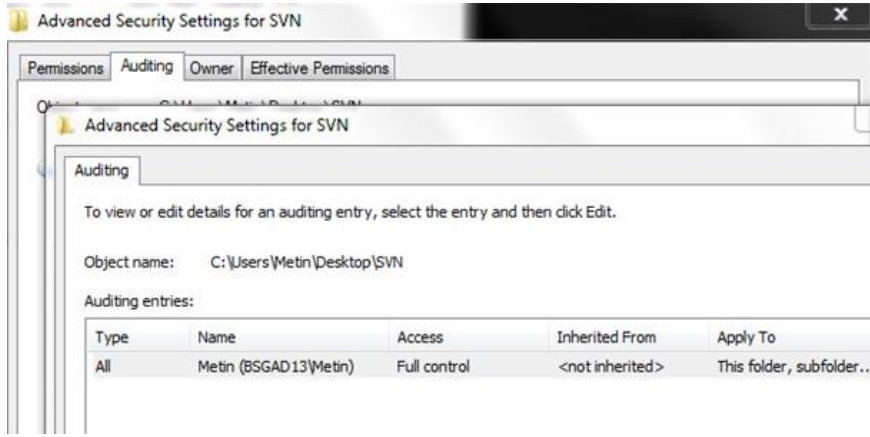 Advanced Security Settings for SVN
x
Permissions Auditing Owner Effective Permissions
Advanced Security Settings for SVN
Auditing
To view or edit details for an auditing entry, select the entry and then click Edit.
Object name: C:\Users\Metin\Desktop\SVN
Auditing entries:
Type Name Access Inherited From Apply To
All Metin (BSGAD13\Metin) Full control <not inherited> This folder, subfolder...